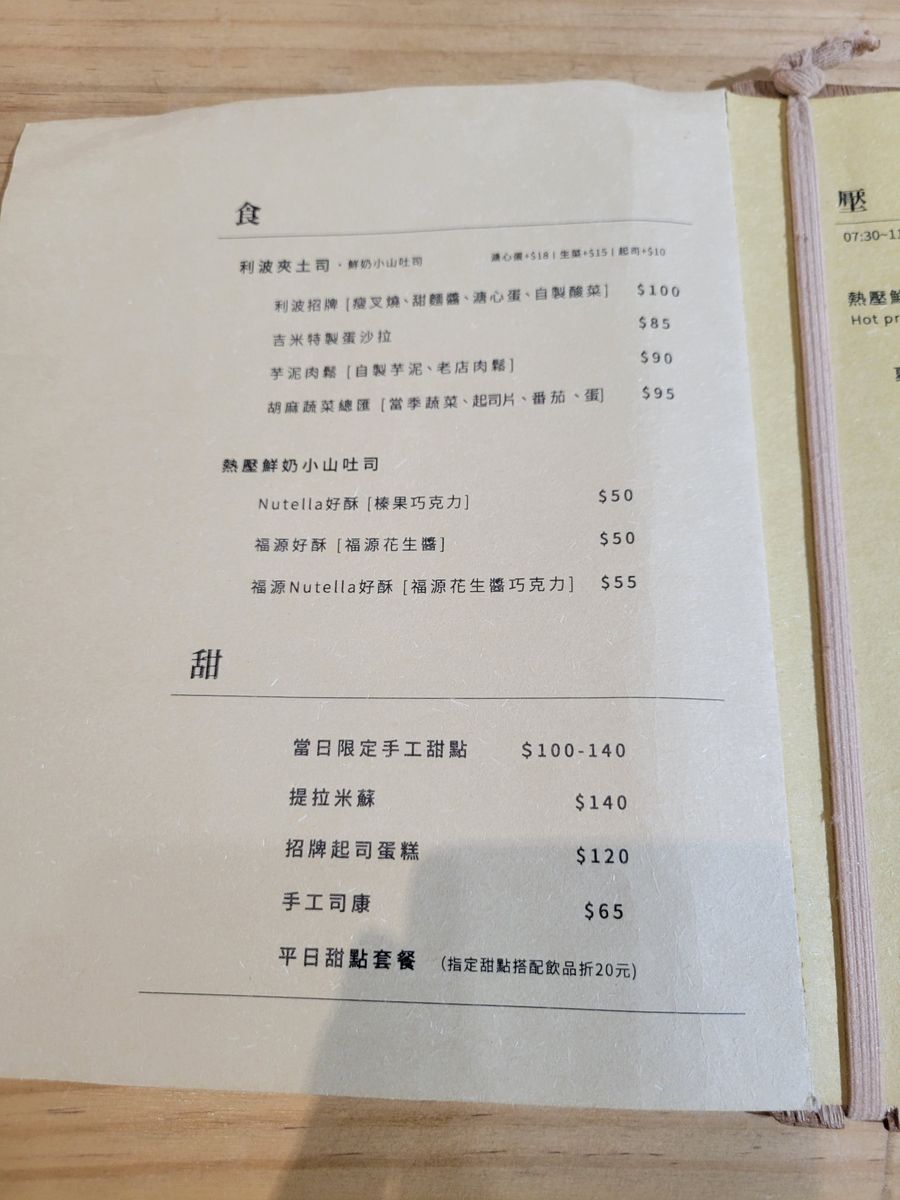 食
利波夾土司・鮮奶小山吐司 溏心蛋+$18 | 生菜+$15 | 起司+$10
利波招牌 [瘦叉燒、甜麵醬、溏心蛋、自製酸菜] $100
吉米特製蛋沙拉 $85
芋泥肉鬆 [自製芋泥、老店肉鬆] $90
胡麻蔬菜總匯 [當季蔬菜、起司片、番茄、蛋] $95
熱壓鮮奶小山吐司
Nutella好酥 [榛果巧克力] $50
福源好酥 [福源花生醬] $50
福源Nutella好酥 [福源花生醬巧克力] $55
甜
當日限定手工甜點 $100-140
提拉米蘇 $140
招牌起司蛋糕 $120
手工司康 $65
平日甜點套餐 (指定甜點搭配飲品折20元)
壓
07:30~11
熱壓鮮
Hot pr